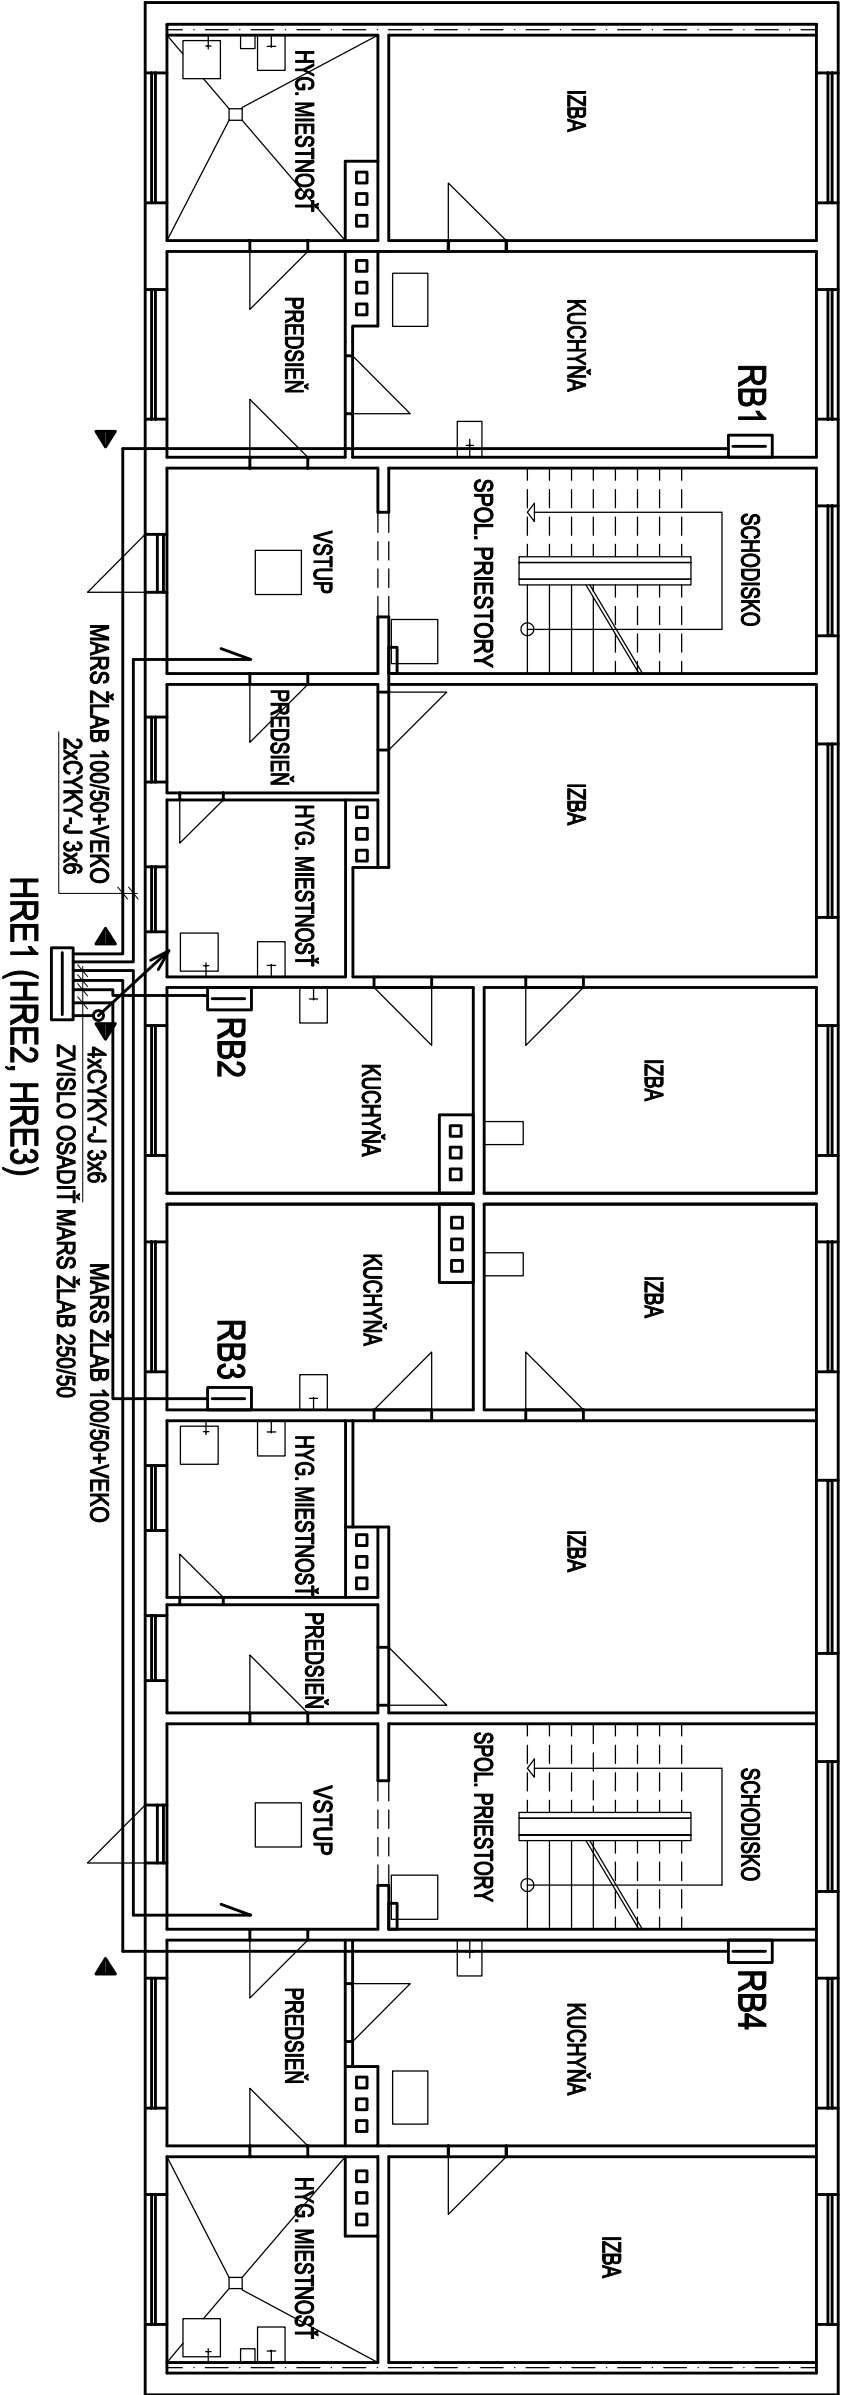 HYG. MIESTNOSŤ
IZBA
PREDSIEŇ
KUCHYŇA
RB1
VSTUP
SPOL. PRIESTORY
SCHODISKO
MARS ŽLAB 100/50+VEKO
2xCYKY-J 3x6
PREDSIEŇ
IZBA
HYG. MIESTNOSŤ
HRE1 (HRE2, HRE3)
RB2
KUCHYŇA
IZBA
4xCYKY-J 3x6
ZVISLO OSADIŤ MARS ŽLAB 250/50
MARS ŽLAB 100/50+VEKO
KUCHYŇA
IZBA
RB3
HYG. MIESTNOSŤ
IZBA
PREDSIEŇ
VSTUP
SPOL. PRIESTORY
SCHODISKO
RB4
PREDSIEŇ
KUCHYŇA
HYG. MIESTNOSŤ
IZBA